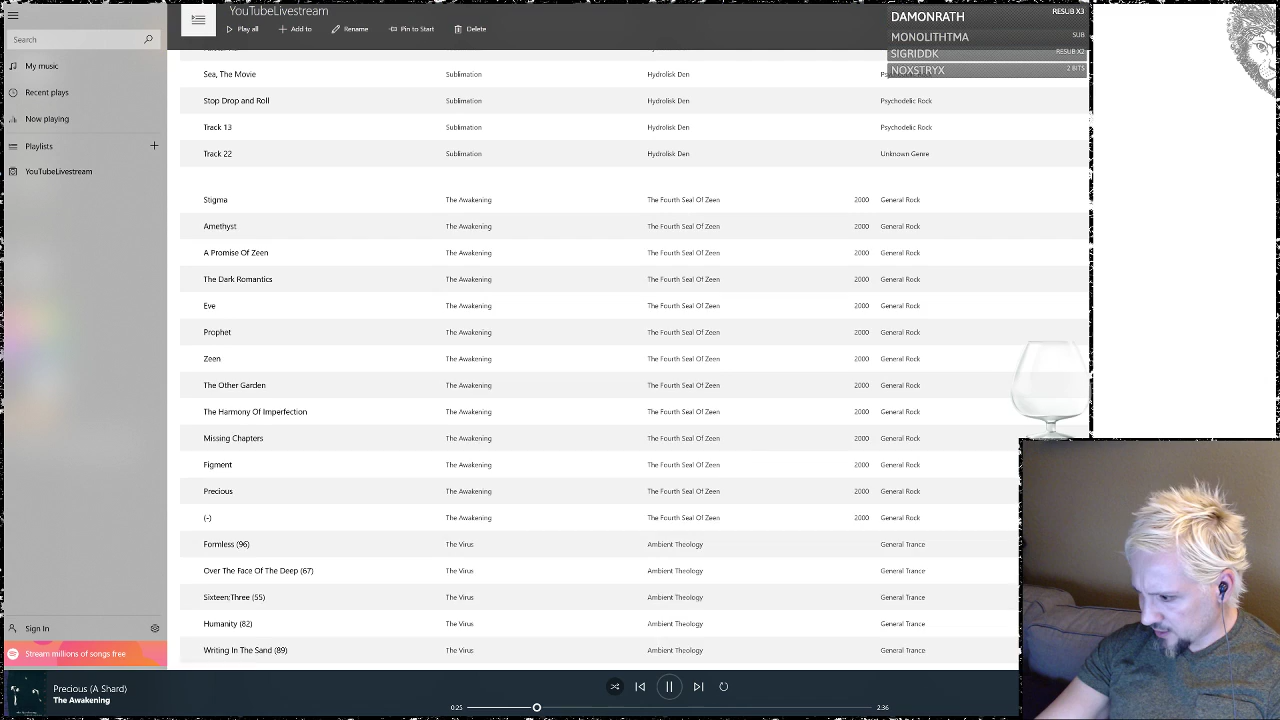 YouTubeLivestream
Play all Add to Rename Pin to Start Delete
DAMONRATH RESUB X3
MONOLITHTMA SUB
SIGRIDDK RESUB X2
NOXSTRYX 2 BITS
Search
My music
Recent plays
Now playing
Playlists
YouTubeLivestream
Sea, The Movie Sublimation Hydrolisk Den
Stop Drop and Roll Sublimation Hydrolisk Den Psychodelic Rock
Track 13 Sublimation Hydrolisk Den Psychodelic Rock
Track 22 Sublimation Hydrolisk Den Unknown Genre
Stigma The Awakening The Fourth Seal Of Zeen 2000 General Rock
Amethyst The Awakening The Fourth Seal Of Zeen 2000 General Rock
A Promise Of Zeen The Awakening The Fourth Seal Of Zeen 2000 General Rock
The Dark Romantics The Awakening The Fourth Seal Of Zeen 2000 General Rock
Eve The Awakening The Fourth Seal Of Zeen 2000 General Rock
Prophet The Awakening The Fourth Seal Of Zeen 2000 General Rock
Zeen The Awakening The Fourth Seal Of Zeen 2000 General Rock
The Other Garden The Awakening The Fourth Seal Of Zeen 2000 General Rock
The Harmony Of Imperfection The Awakening The Fourth Seal Of Zeen 2000 General Rock
Missing Chapters The Awakening The Fourth Seal Of Zeen 2000 General Rock
Figment The Awakening The Fourth Seal Of Zeen 2000 General Rock
Precious The Awakening The Fourth Seal Of Zeen 2000 General Rock
(-) The Awakening The Fourth Seal Of Zeen 2000 General Rock
Formless (96) The Virus Ambient Theology General Trance
Over The Face Of The Deep (67) The Virus Ambient Theology General Trance
Sixteen;Three (55) The Virus Ambient Theology General Trance
Humanity (82) The Virus Ambient Theology General Trance
Writing In The Sand (89) The Virus Ambient Theology General Trance
Sign In
Stream millions of songs free
Precious (A Shard)
The Awakening
0:25 2:36